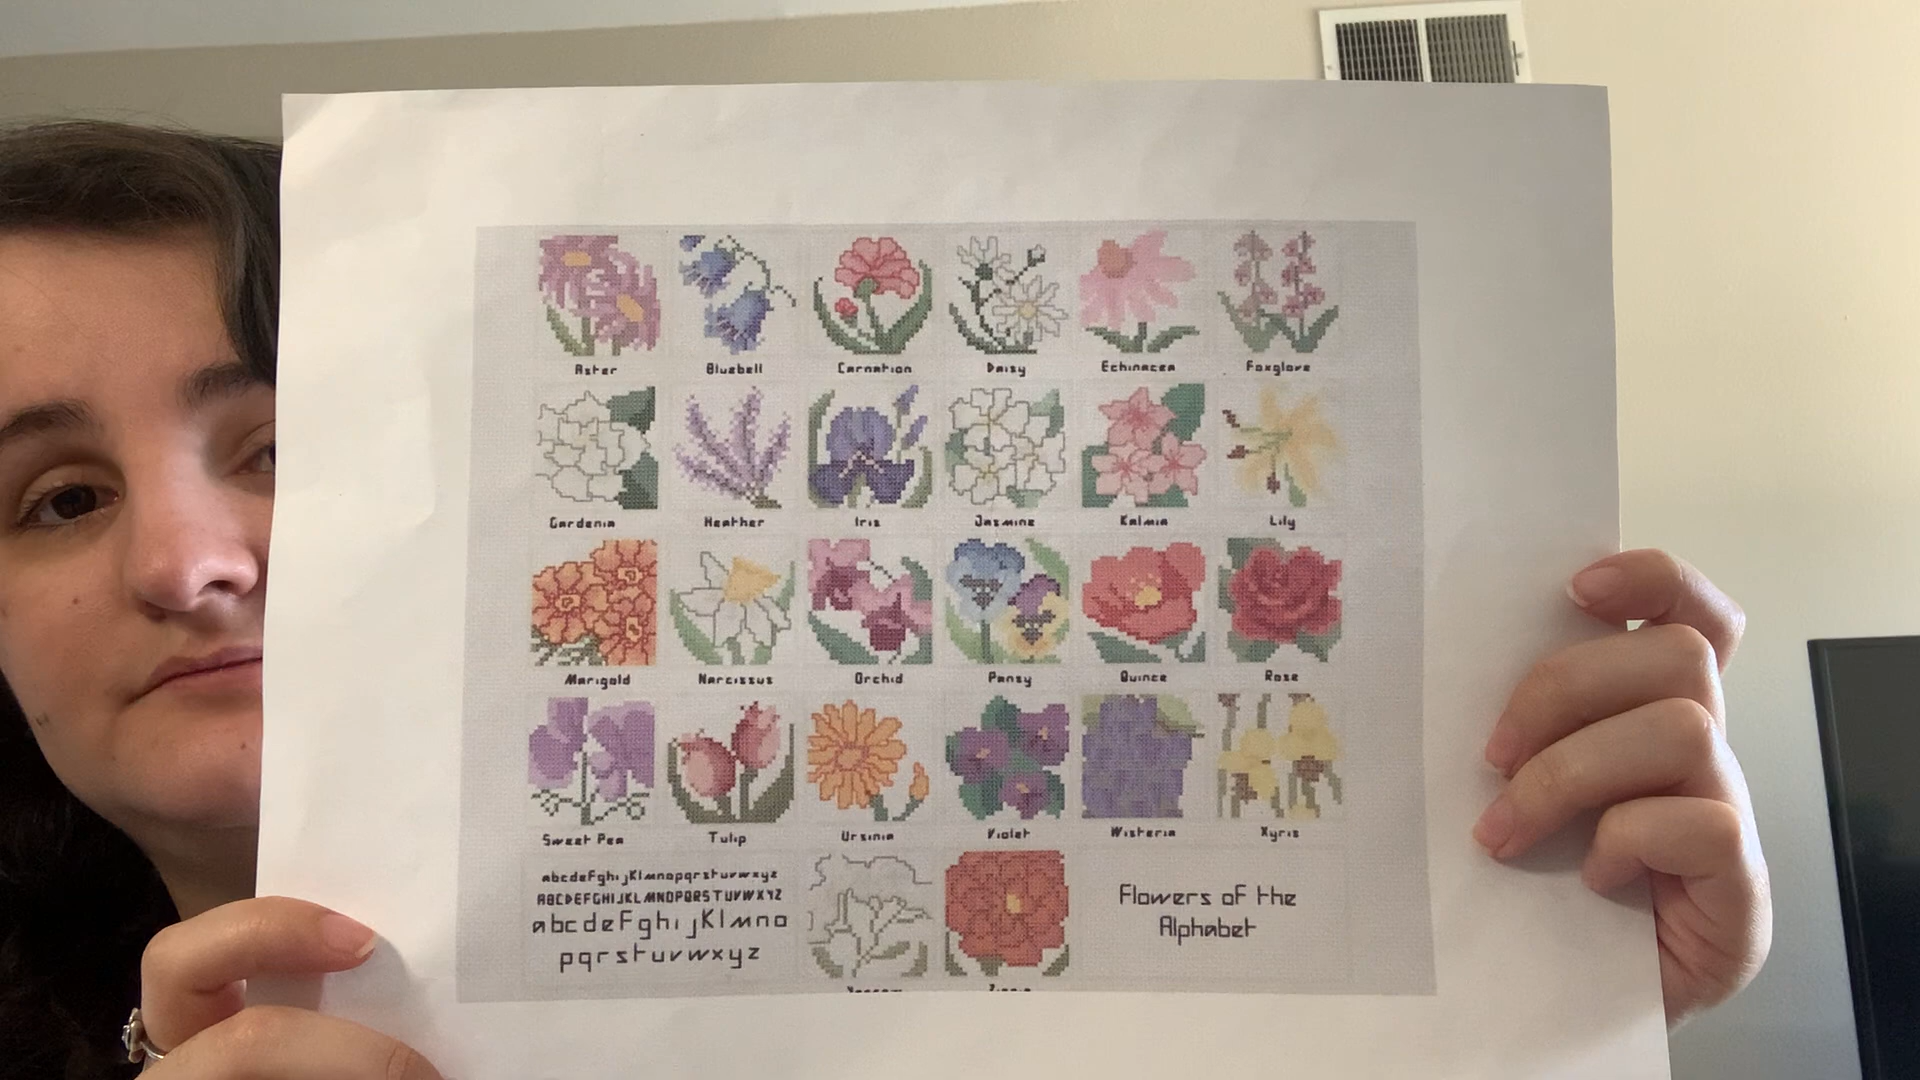 Aster Bluebell Carnation Daisy Echinacea Foxglove
Gardenia Heather Iris Jasmine Kalmia Lily
Marigold Narcissus Orchid Pansy Quince Rose
Sweet Pea Tulip Ursinia Violet Wisteria Xyris
abcdefghijklmnopqrstuvwxyz
ABCDEFGHIJKLMNOPQRSTUVWXYZ
abcdefghijklmno
pqrstuvwxyz
Flowers of the
Alphabet